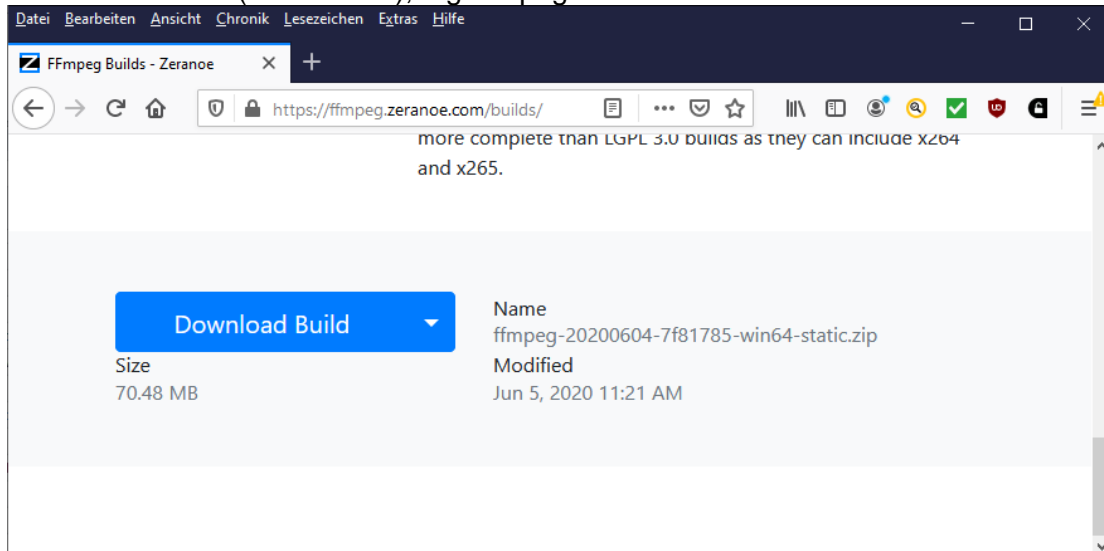 Datei Bearbeiten Ansicht Chronik Lesezeichen Extras Hilfe
FFmpeg Builds - Zeranoe
https://ffmpeg.zeranoe.com/builds/
more complete than LGPL 3.0 builds as they can include x264
and x265.
Download Build
Name
ffmpeg-20200604-7f81785-win64-static.zip
Size
Modified
70.48 MB
Jun 5, 2020 11:21 AM